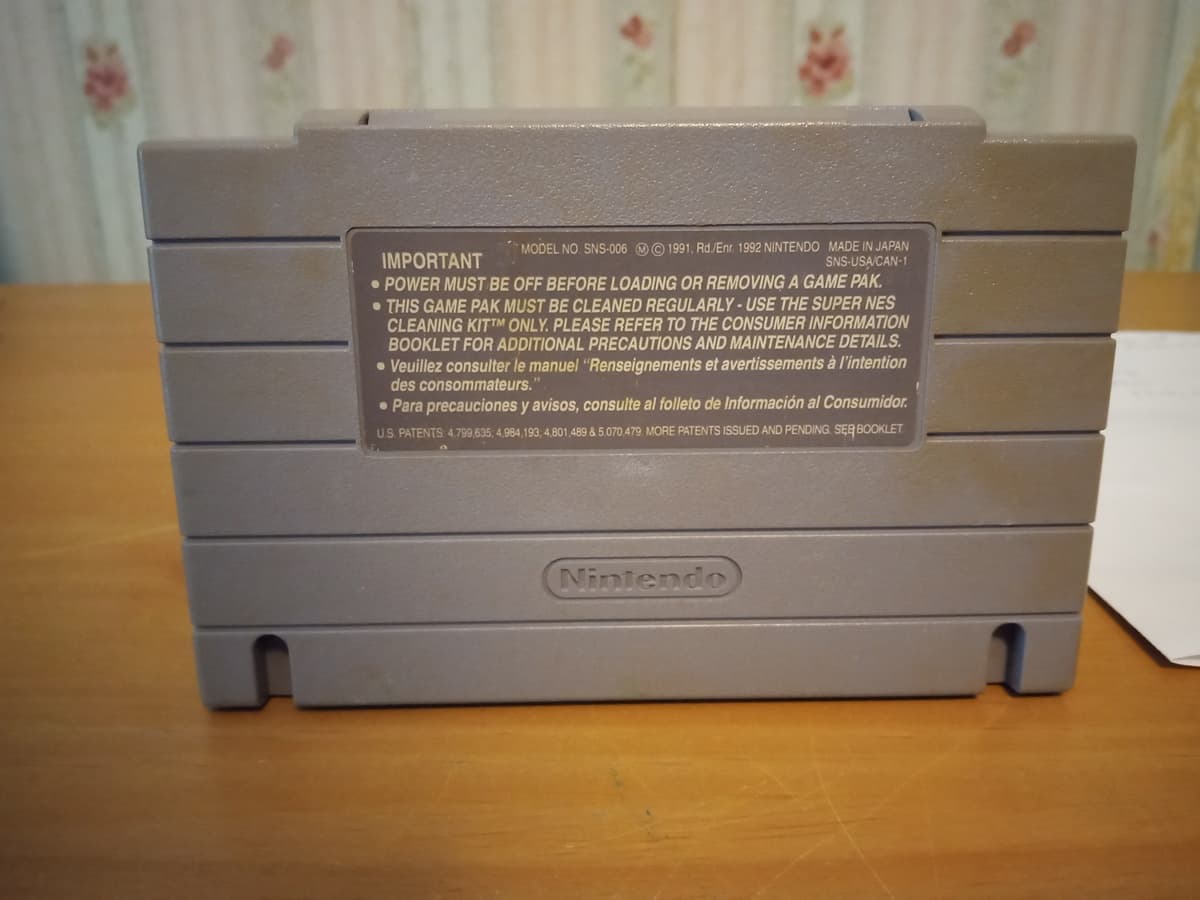 IMPORTANT
MODEL NO. SNS-006 Ⓜ © 1991, Rd./Enr. 1992 NINTENDO MADE IN JAPAN
SNS-USA/CAN-1
• POWER MUST BE OFF BEFORE LOADING OR REMOVING A GAME PAK.
• THIS GAME PAK MUST BE CLEANED REGULARLY - USE THE SUPER NES
CLEANING KIT™ ONLY. PLEASE REFER TO THE CONSUMER INFORMATION
BOOKLET FOR ADDITIONAL PRECAUTIONS AND MAINTENANCE DETAILS.
• Veuillez consulter le manuel "Renseignements et avertissements à l'intention
des consommateurs."
• Para precauciones y avisos, consulte al folleto de Información al Consumidor.
U.S. PATENTS: 4,799,635; 4,984,193; 4,801,489 & 5,070,479. MORE PATENTS ISSUED AND PENDING. SEE BOOKLET.
Nintendo